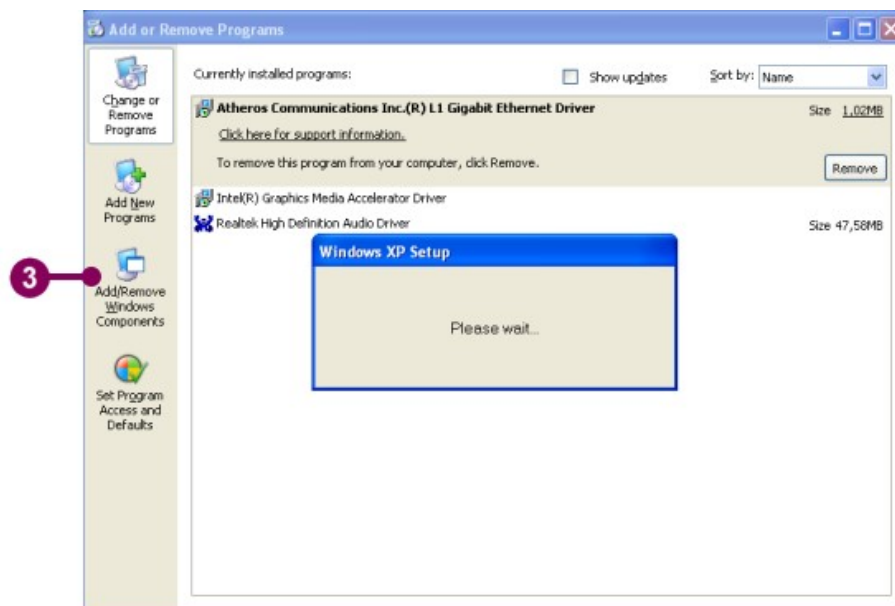 Add or Remove Programs
Currently installed programs:
Show updates
Sort by: Name
Change or
Remove
Programs
Atheros Communications Inc.(R) L1 Gigabit Ethernet Driver
Size 1,02MB
Click here for support information.
To remove this program from your computer, click Remove.
Remove
Add New
Programs
Intel(R) Graphics Media Accelerator Driver
Realtek High Definition Audio Driver
Size 47,58MB
Windows XP Setup
Please wait...
3
Add/Remove
Windows
Components
Set Program
Access and
Defaults